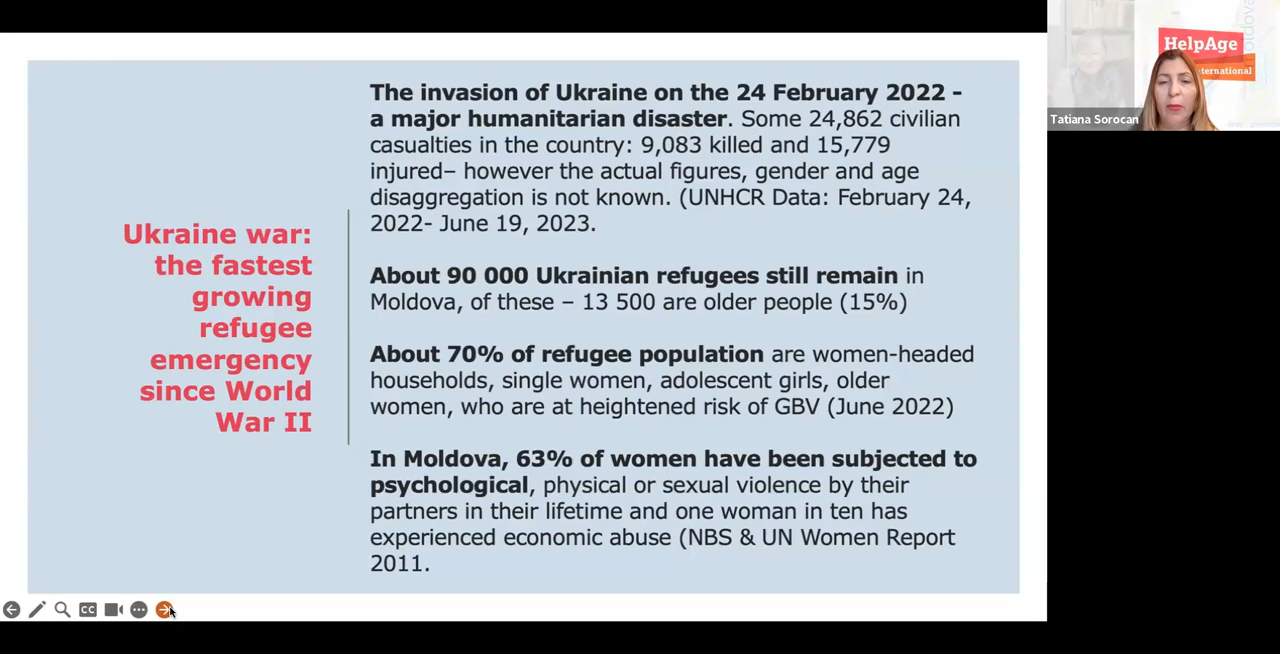 Ukraine war:
the fastest
growing
refugee
emergency
since World
War II
The invasion of Ukraine on the 24 February 2022 -
a major humanitarian disaster. Some 24,862 civilian
casualties in the country: 9,083 killed and 15,779
injured– however the actual figures, gender and age
disaggregation is not known. (UNHCR Data: February 24,
2022- June 19, 2023.
About 90 000 Ukrainian refugees still remain in
Moldova, of these – 13 500 are older people (15%)
About 70% of refugee population are women-headed
households, single women, adolescent girls, older
women, who are at heightened risk of GBV (June 2022)
In Moldova, 63% of women have been subjected to
psychological, physical or sexual violence by their
partners in their lifetime and one woman in ten has
experienced economic abuse (NBS & UN Women Report
2011.
CC
HelpAge
International
Tatiana Sorocan